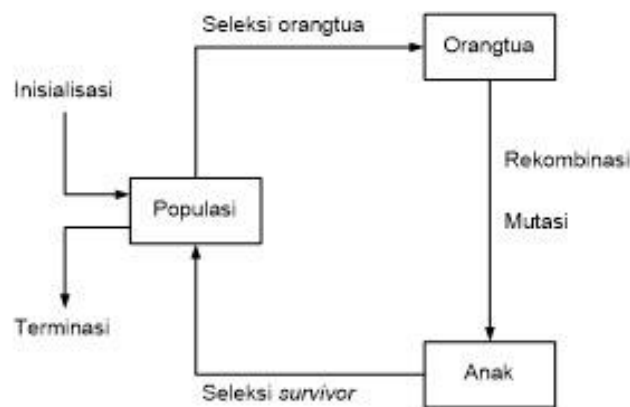 Seleksi orangtua
Orangtua
Inisialisasi
Rekombinasi
Populasi
Mutasi
Terminasi
Anak
Seleksi survivor